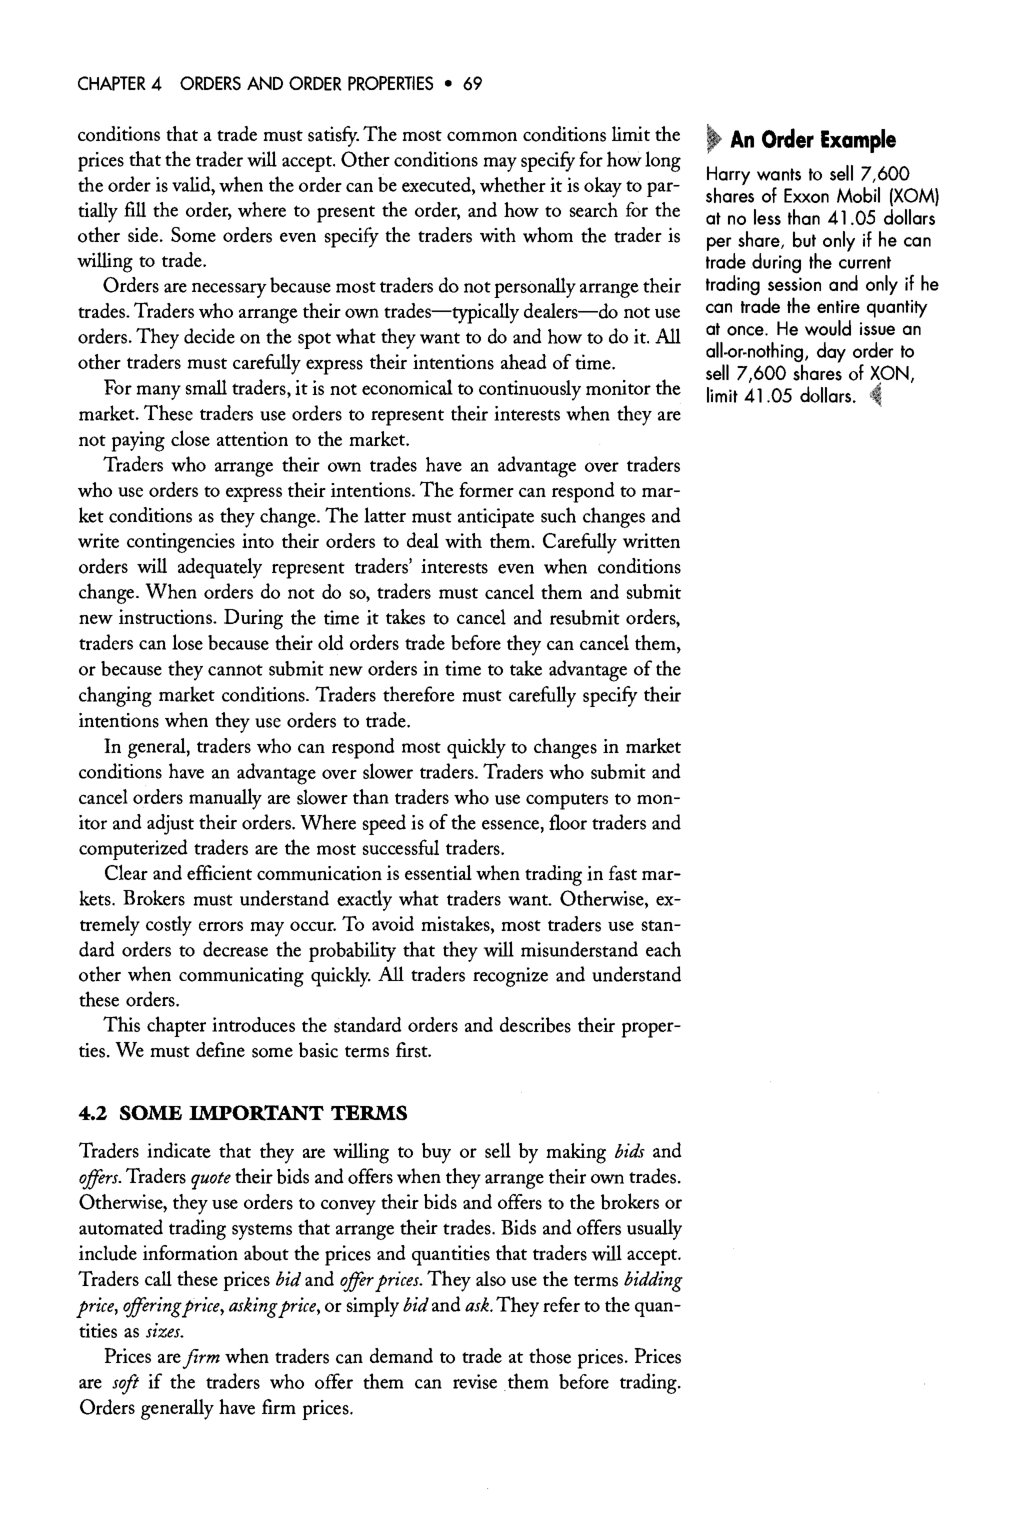 CHAPTER 4 ORDERS AND ORDER PROPERTIES • 69
conditions that a trade must satisfy. The most common conditions limit the
prices that the trader will accept. Other conditions may specify for how long
the order is valid, when the order can be executed, whether it is okay to par-
tially fill the order, where to present the order, and how to search for the
other side. Some orders even specify the traders with whom the trader is
willing to trade.
Orders are necessary because most traders do not personally arrange their
trades. Traders who arrange their own trades—typically dealers—do not use
orders. They decide on the spot what they want to do and how to do it. All
other traders must carefully express their intentions ahead of time.
For many small traders, it is not economical to continuously monitor the
market. These traders use orders to represent their interests when they are
not paying close attention to the market.
Traders who arrange their own trades have an advantage over traders
who use orders to express their intentions. The former can respond to mar-
ket conditions as they change. The latter must anticipate such changes and
write contingencies into their orders to deal with them. Carefully written
orders will adequately represent traders' interests even when conditions
change. When orders do not do so, traders must cancel them and submit
new instructions. During the time it takes to cancel and resubmit orders,
traders can lose because their old orders trade before they can cancel them,
or because they cannot submit new orders in time to take advantage of the
changing market conditions. Traders therefore must carefully specify their
intentions when they use orders to trade.
In general, traders who can respond most quickly to changes in market
conditions have an advantage over slower traders. Traders who submit and
cancel orders manually are slower than traders who use computers to mon-
itor and adjust their orders. Where speed is of the essence, floor traders and
computerized traders are the most successful traders.
Clear and efficient communication is essential when trading in fast mar-
kets. Brokers must understand exactly what traders want. Otherwise, ex-
tremely costly errors may occur. To avoid mistakes, most traders use stan-
dard orders to decrease the probability that they will misunderstand each
other when communicating quickly. All traders recognize and understand
these orders.
This chapter introduces the standard orders and describes their proper-
ties. We must define some basic terms first.
4.2 SOME IMPORTANT TERMS
Traders indicate that they are willing to buy or sell by making bids and
offers. Traders quote their bids and offers when they arrange their own trades.
Otherwise, they use orders to convey their bids and offers to the brokers or
automated trading systems that arrange their trades. Bids and offers usually
include information about the prices and quantities that traders will accept.
Traders call these prices bid and offer prices. They also use the terms bidding
price, offering price, asking price, or simply bid and ask. They refer to the quan-
tities as sizes.
Prices are firm when traders can demand to trade at those prices. Prices
are soft if the traders who offer them can revise them before trading.
Orders generally have firm prices.
An Order Example
Harry wants to sell 7,600
shares of Exxon Mobil (XOM)
at no less than 41.05 dollars
per share, but only if he can
trade during the current
trading session and only if he
can trade the entire quantity
at once. He would issue an
all-or-nothing, day order to
sell 7,600 shares of XON,
limit 41.05 dollars.